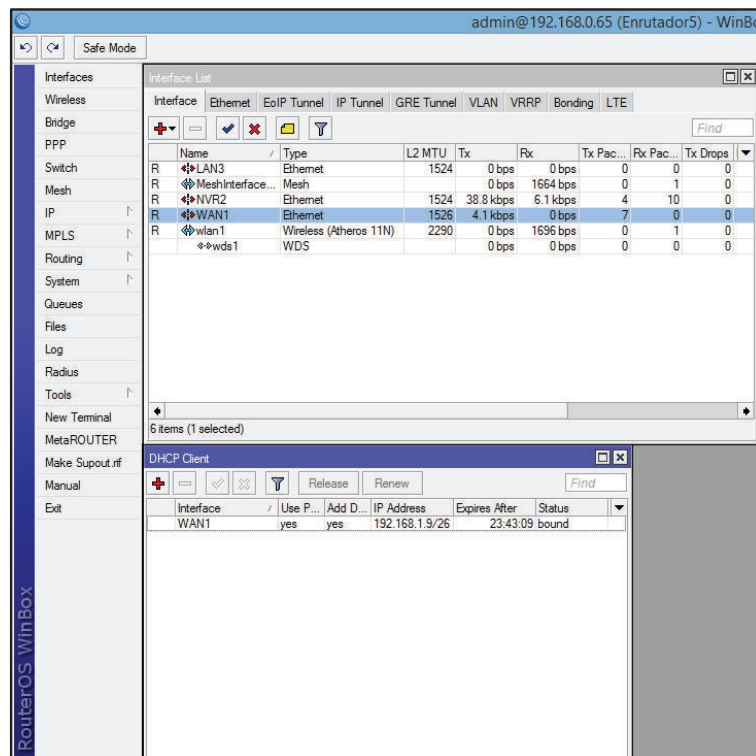 admin@192.168.0.65 (Enrutador5) - WinBo
Safe Mode
Interfaces
Wireless
Bridge
PPP
Switch
Mesh
IP
MPLS
Routing
System
Queues
Files
Log
Radius
Tools
New Terminal
MetaROUTER
Make Supout.rif
Manual
Exit
RouterOS WinBox
Interface List
Interface Ethernet EoIP Tunnel IP Tunnel GRE Tunnel VLAN VRRP Bonding LTE
Find
Name / Type L2 MTU Tx Rx Tx Pac... Rx Pac... Tx Drops
R LAN3 Ethernet 1524 0 bps 0 bps 0 0 0
R MeshInterface... Mesh 0 bps 1664 bps 0 1 0
R NVR2 Ethernet 1524 38.8 kbps 6.1 kbps 4 10 0
R WAN1 Ethernet 1526 4.1 kbps 0 bps 7 0 0
R wlan1 Wireless (Atheros 11N) 2290 0 bps 1696 bps 0 1 0
wds1 WDS 0 bps 0 bps 0 0 0
6 items (1 selected)
DHCP Client
Release Renew Find
Interface / Use P... Add D... IP Address Expires After Status
WAN1 yes yes 192.168.1.9/26 23:43:09 bound